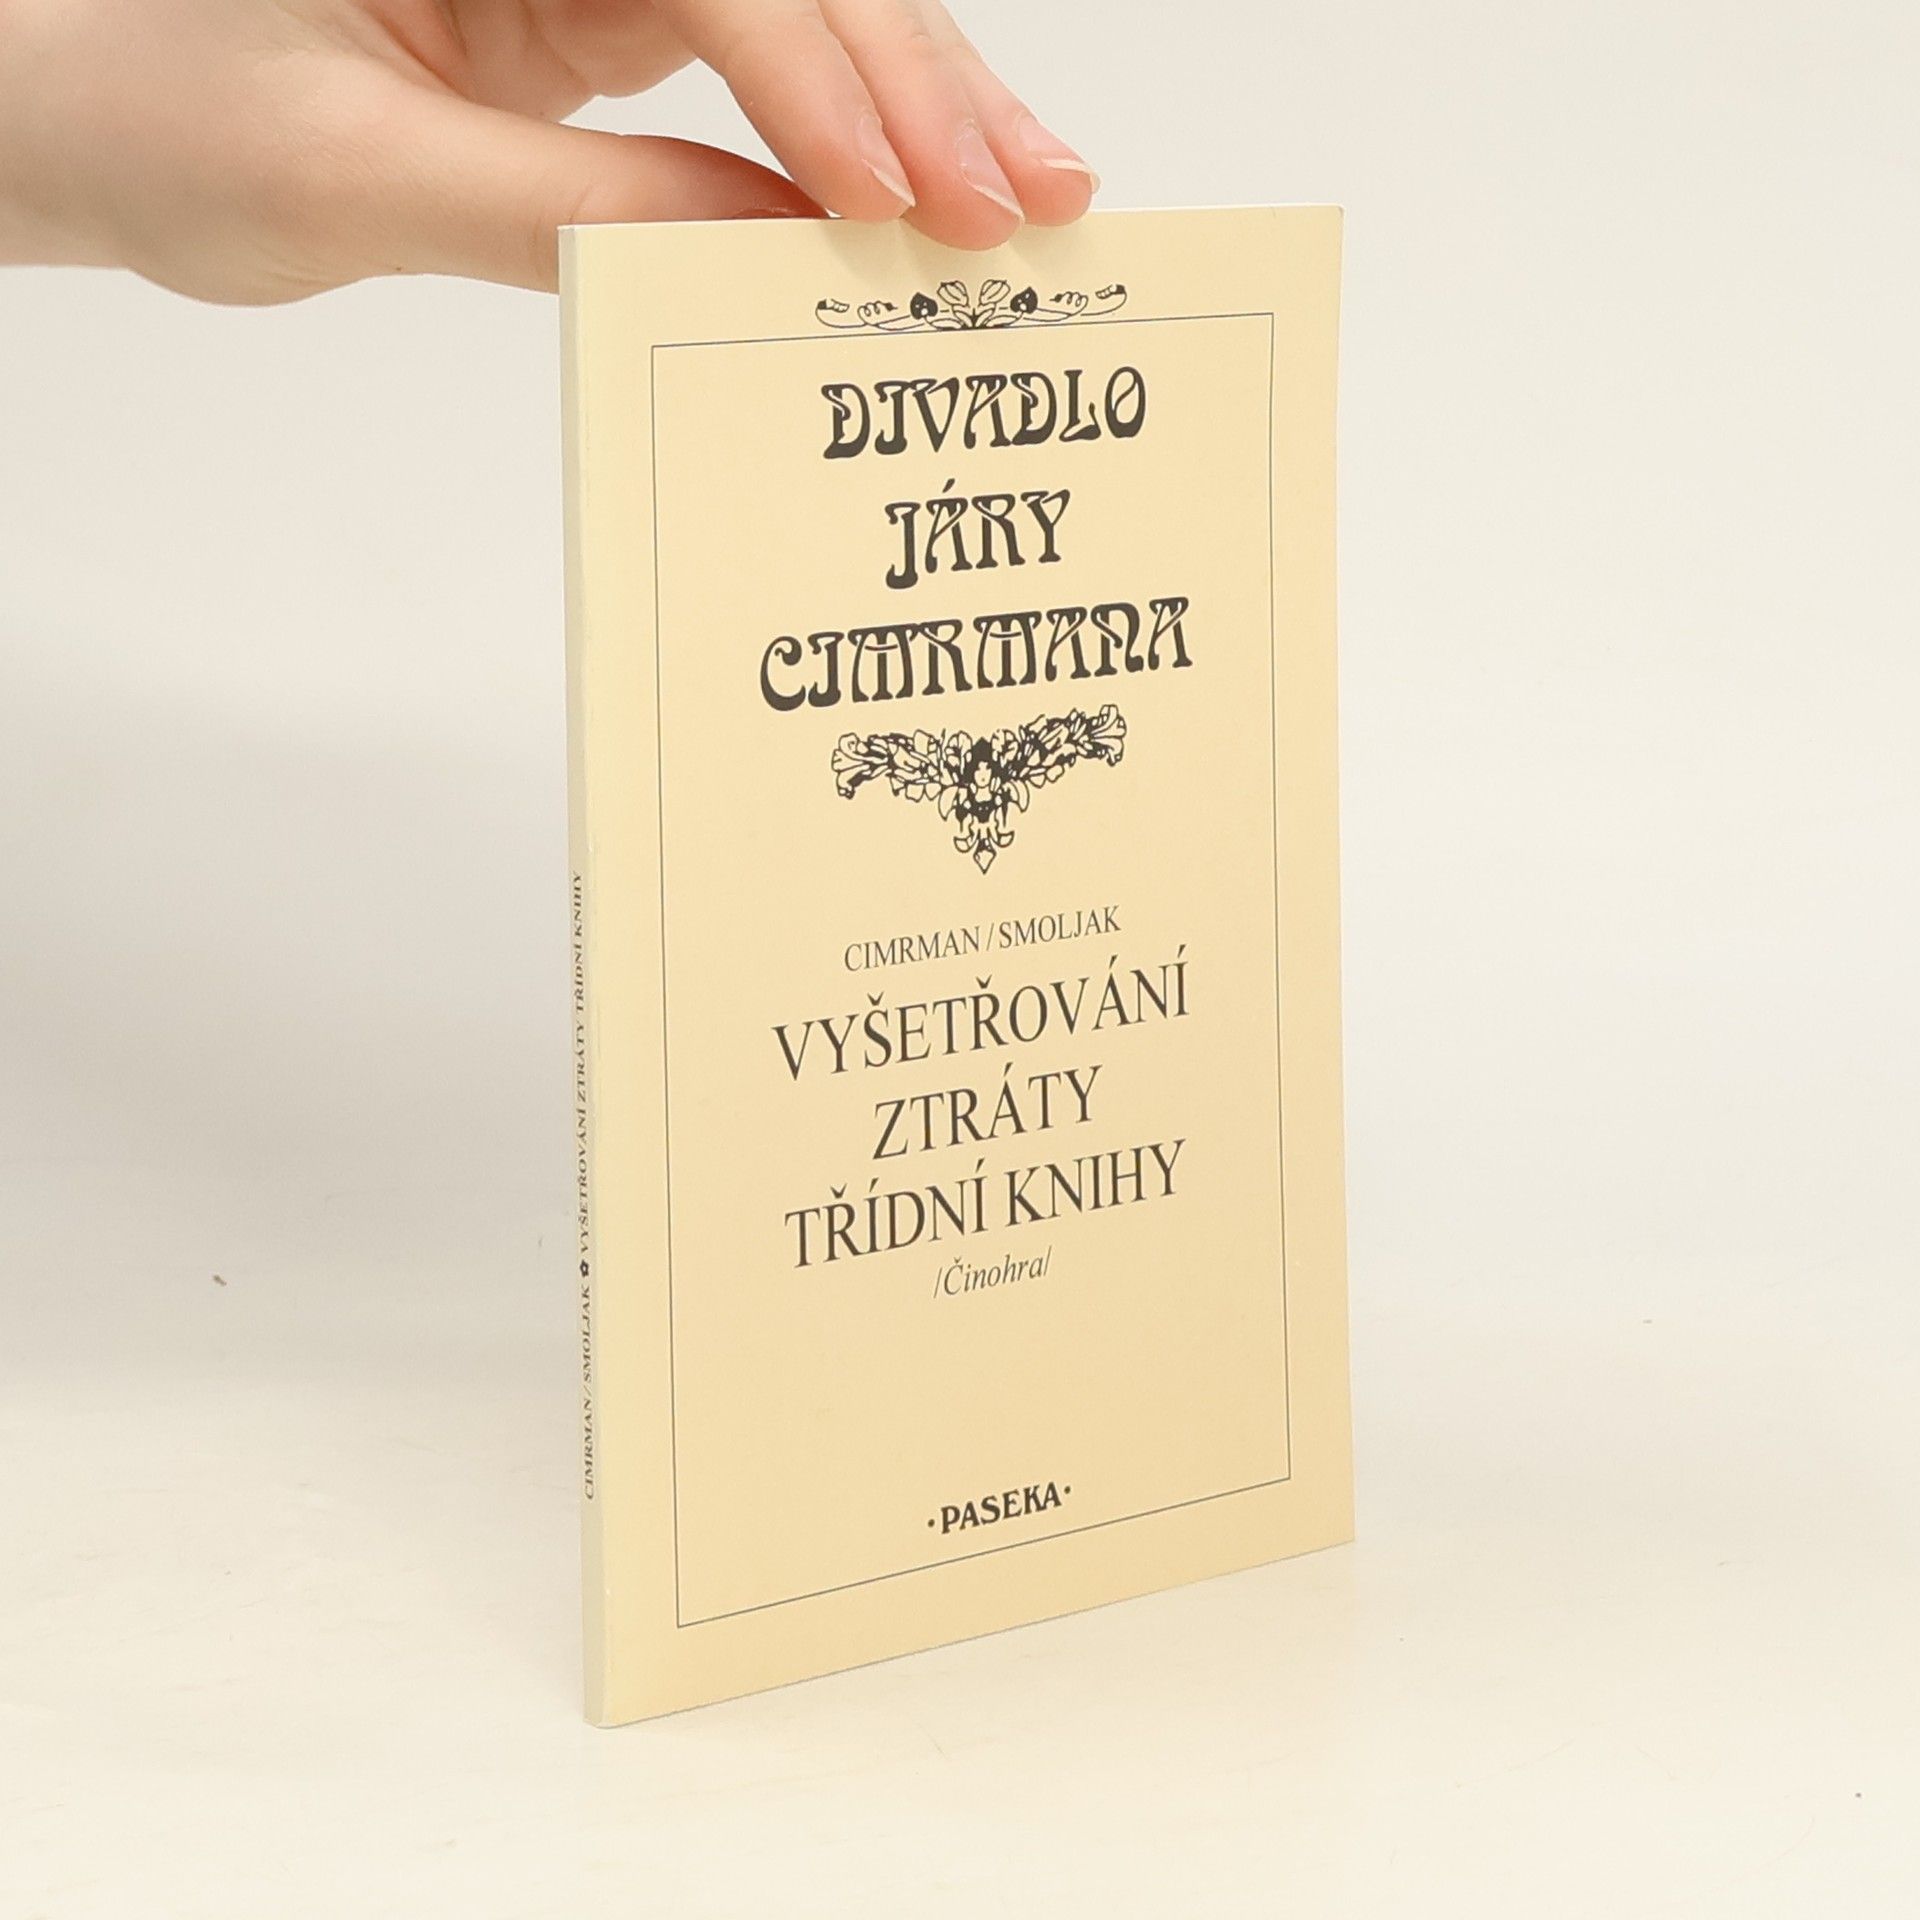 DIVADLO
JÁRY
CIMRMANA
CIMRMAN / SMOLJAK
VYŠETŘOVÁNÍ
ZTRÁTY
TŘÍDNÍ KNIHY
/Činohra/
·PASEKA·
CIMRMAN / SMOLJAK ✿ VYŠETŘOVÁNÍ ZTRÁTY TŘÍDNÍ KNIHY